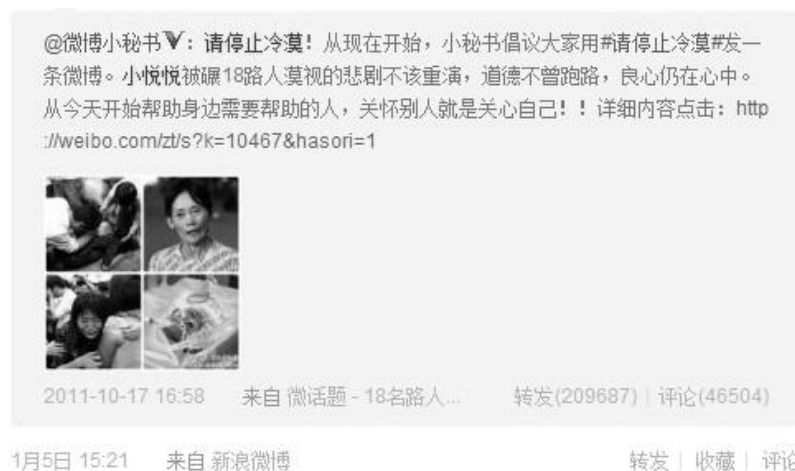 @微博小秘书V：请停止冷漠！从现在开始，小秘书倡议大家用#请停止冷漠#发一
条微博。小悦悦被碾18路人漠视的悲剧不该重演，道德不曾跑路，良心仍在心中。
从今天开始帮助身边需要帮助的人，关怀别人就是关心自己！！详细内容点击：http
://weibo.com/zt/s?k=10467&hasori=1
2011-10-17 16:58 来自 微话题 - 18名路人... 转发(209687) | 评论(46504)
1月5日 15:21 来自 新浪微博 转发 | 收藏 | 评论